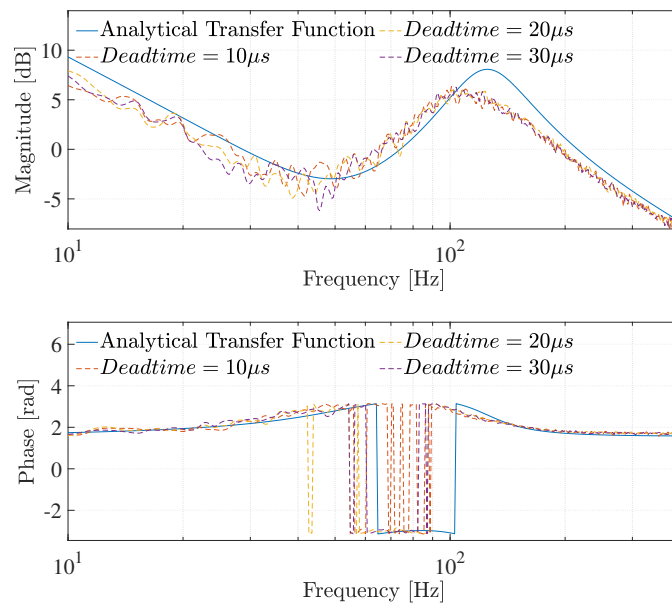 Analytical Transfer Function
Deadtime = 10μs
Deadtime = 20μs
Deadtime = 30μs
Magnitude [dB]
10
5
0
-5
10^1
10^2
Frequency [Hz]
Analytical Transfer Function
Deadtime = 10μs
Deadtime = 20μs
Deadtime = 30μs
Phase [rad]
6
4
2
0
-2
10^1
10^2
Frequency [Hz]